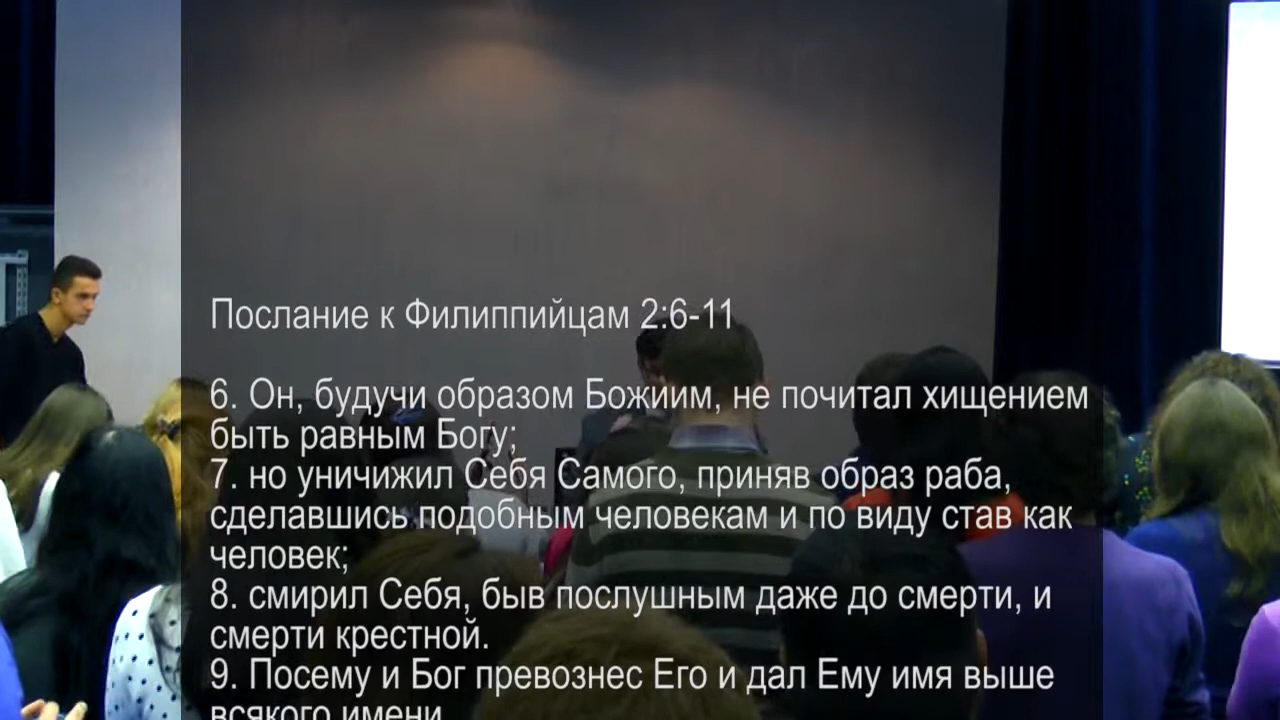 Послание к Филиппийцам 2:6-11
6. Он, будучи образом Божиим, не почитал хищением
быть равным Богу;
7. но уничижил Себя Самого, приняв образ раба,
сделавшись подобным человекам и по виду став как
человек;
8. смирил Себя, быв послушным даже до смерти, и
смерти крестной.
9. Посему и Бог превознес Его и дал Ему имя выше
всякого имени